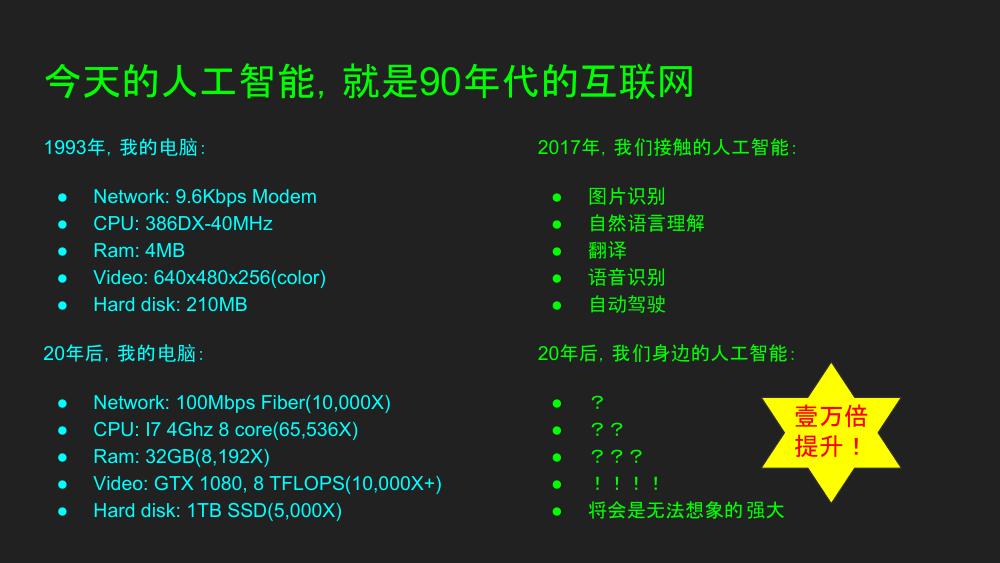 今天的人工智能，就是90年代的互联网
1993年，我的电脑：
● Network: 9.6Kbps Modem
● CPU: 386DX-40MHz
● Ram: 4MB
● Video: 640x480x256(color)
● Hard disk: 210MB
20年后，我的电脑：
● Network: 100Mbps Fiber(10,000X)
● CPU: I7 4Ghz 8 core(65,536X)
● Ram: 32GB(8,192X)
● Video: GTX 1080, 8 TFLOPS(10,000X+)
● Hard disk: 1TB SSD(5,000X)
2017年，我们接触的人工智能：
● 图片识别
● 自然语言理解
● 翻译
● 语音识别
● 自动驾驶
20年后，我们身边的人工智能：
● ？
● ？？
● ？？？
● ！！！！
● 将会是无法想象的强大
壹万倍
提升！